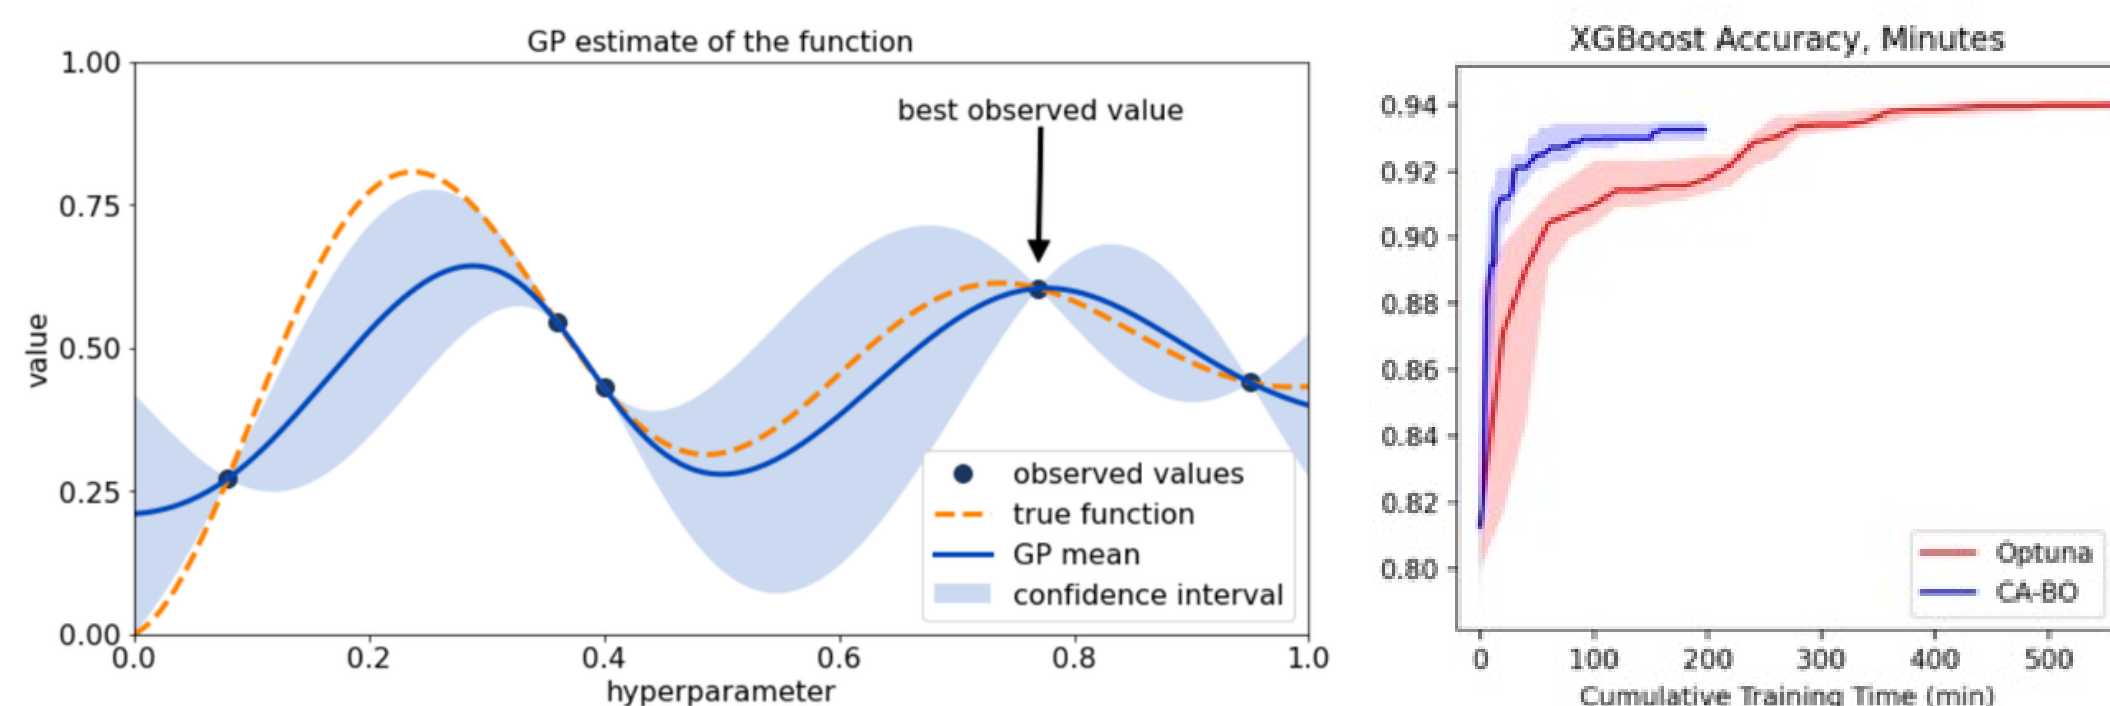 GP estimate of the function
1.00
0.75
0.50
0.25
0.00
value
best observed value
observed values
true function
GP mean
confidence interval
0.0 0.2 0.4 0.6 0.8 1.0
hyperparameter
XGBoost Accuracy, Minutes
0.94
0.92
0.90
0.88
0.86
0.84
0.82
0.80
Optuna
CA-BO
0 100 200 300 400 500
Cumulative Training Time (min)